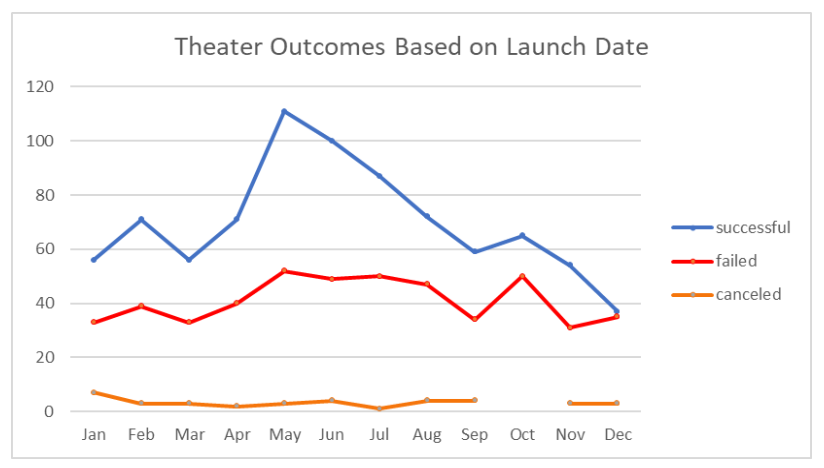 Theater Outcomes Based on Launch Date
120
100
80
60
40
20
0
Jan Feb Mar Apr May Jun Jul Aug Sep Oct Nov Dec
successful
failed
canceled